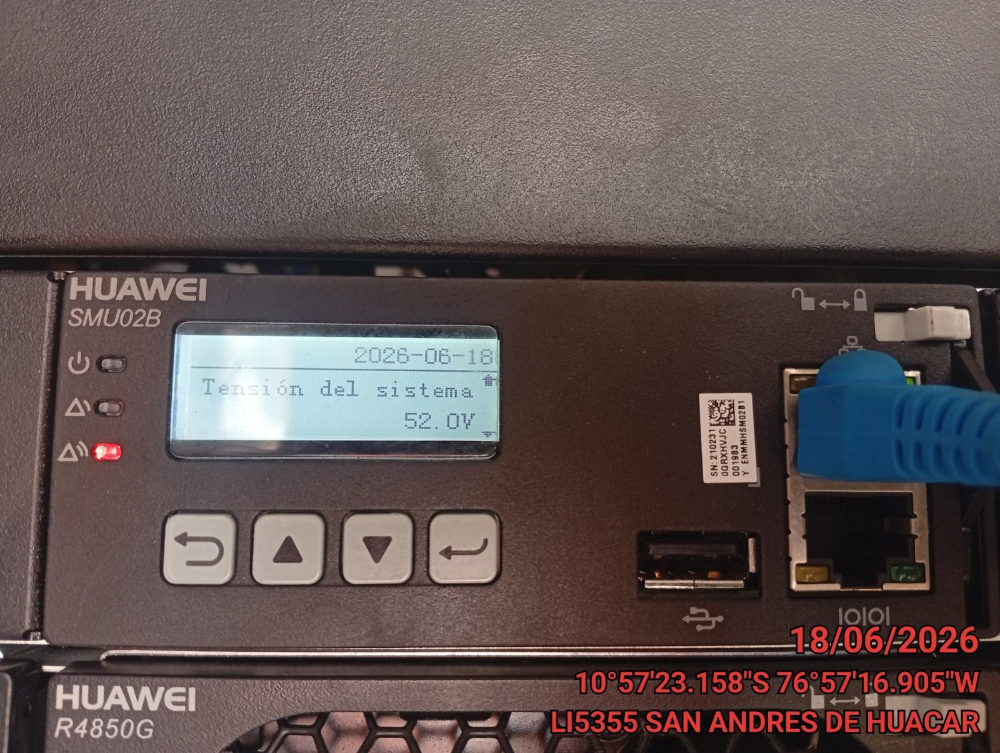 HUAWEI
SMU02B
2026-06-18
Tensión del sistema
52.0V
SN: 210231
0QRXHVJC
001983
Y ENMMHSM02B1
18/06/2026
10°57'23.158"S 76°57'16.905"W
LI5355 SAN ANDRES DE HUACAR
HUAWEI
R4850G